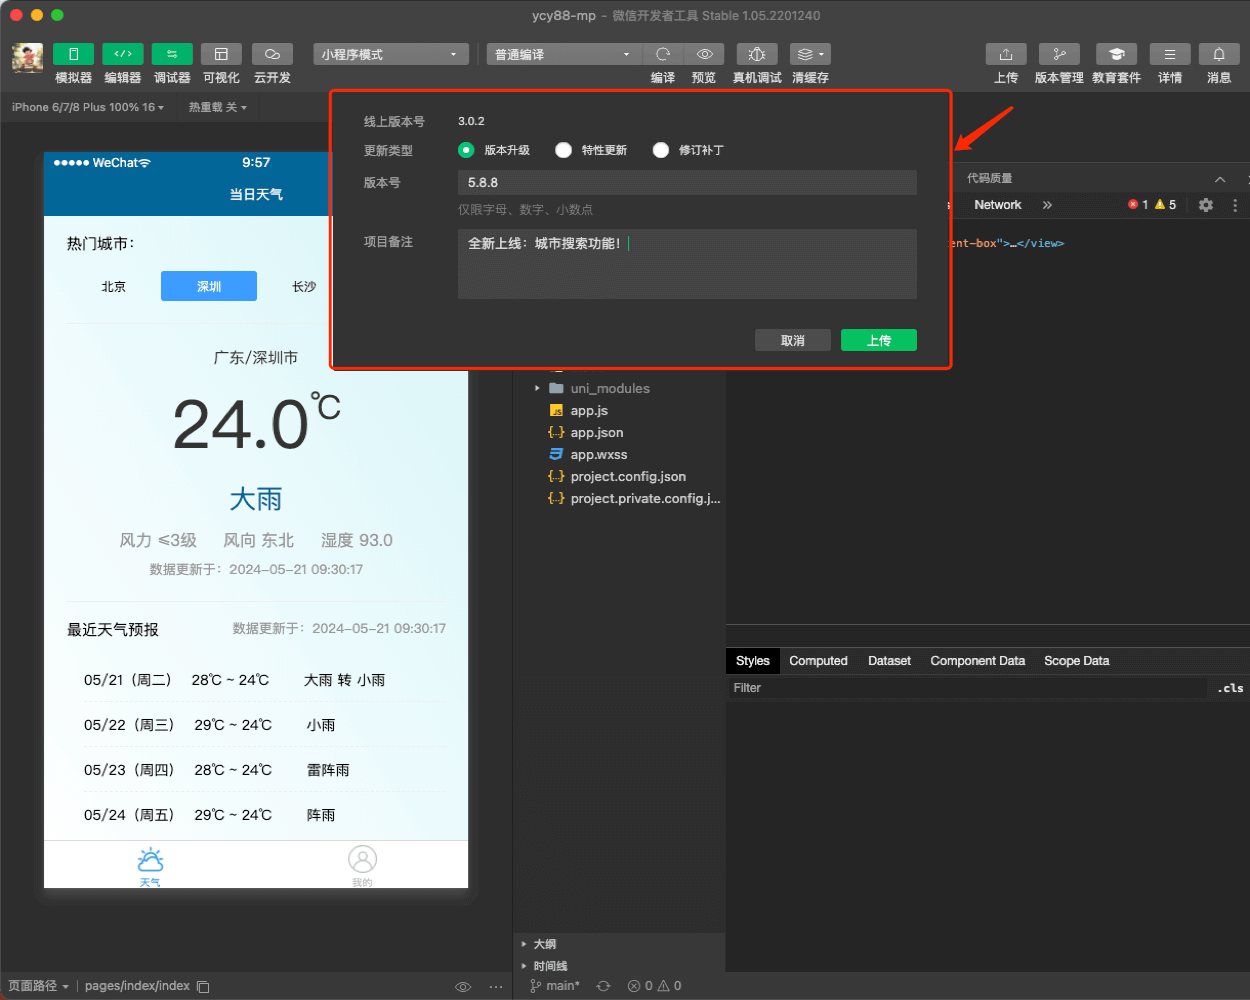 ycy88-mp - 微信开发者工具 Stable 1.05.2201240
小程序模式
普通编译
模拟器 编辑器 调试器 可视化 云开发
编译 预览 真机调试 清缓存
上传 版本管理 教育套件 详情 消息
iPhone 6/7/8 Plus 100% 16
热重载 关
线上版本号 3.0.2
更新类型 版本升级 特性更新 修订补丁
版本号 5.8.8
仅限字母、数字、小数点
项目备注 全新上线：城市搜索功能！
取消 上传
WeChat 9:57
当日天气
热门城市：
北京 深圳 长沙
广东/深圳市
24.0℃
大雨
风力 ≤3级 风向 东北 湿度 93.0
数据更新于：2024-05-21 09:30:17
最近天气预报 数据更新于：2024-05-21 09:30:17
05/21（周二） 28℃ ~ 24℃ 大雨 转 小雨
05/22（周三） 29℃ ~ 24℃ 小雨
05/23（周四） 28℃ ~ 24℃ 雷阵雨
05/24（周五） 29℃ ~ 24℃ 阵雨
天气 我的
uni_modules
JS app.js
{..} app.json
app.wxss
{..} project.config.json
{..} project.private.config.j...
大纲
时间线
代码质量
s Network » 1 5
ent-box">…</view>
Styles Computed Dataset Component Data Scope Data
Filter .cls
页面路径 pages/index/index
main* 0 0